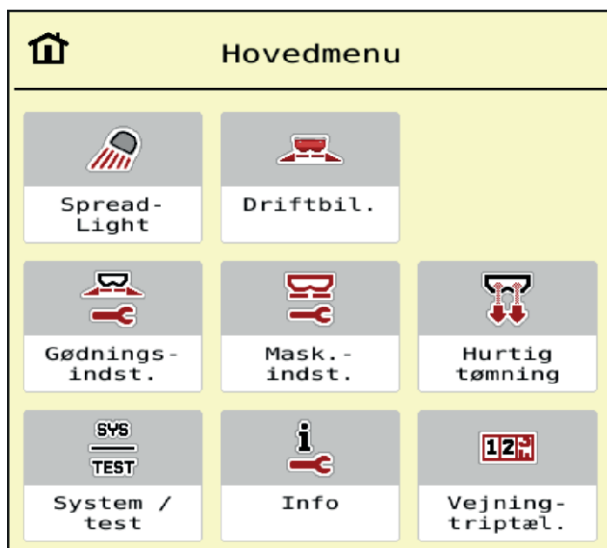 Hovedmenu
Spread-
Light
Driftbil.
Gødnings-
indst.
Mask.-
indst.
Hurtig
tømning
SYS
TEST
i
12
System /
test
Info
Vejning-
triptæl.